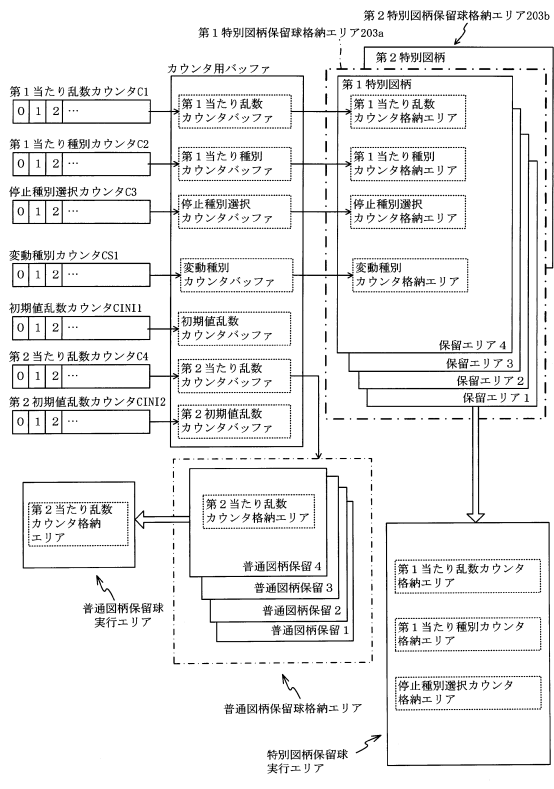 第2特別図柄保留球格納エリア203b
第1特別図柄保留球格納エリア203a
第2特別図柄
カウンタ用バッファ
第1特別図柄
第1当たり乱数カウンタC1
0 1 2 …
第1当たり乱数
カウンタバッファ
第1当たり乱数
カウンタ格納エリア
第1当たり種別カウンタC2
0 1 2 …
第1当たり種別
カウンタバッファ
第1当たり種別
カウンタ格納エリア
停止種別選択カウンタC3
0 1 2 …
停止種別選択
カウンタバッファ
停止種別選択
カウンタ格納エリア
変動種別カウンタCS1
0 1 2 …
変動種別
カウンタバッファ
変動種別
カウンタ格納エリア
初期値乱数カウンタCINI1
0 1 2 …
初期値乱数
カウンタバッファ
保留エリア4
保留エリア3
保留エリア2
保留エリア1
第2当たり乱数カウンタC4
0 1 2 …
第2当たり乱数
カウンタバッファ
第2初期値乱数カウンタCINI2
0 1 2 …
第2初期値乱数
カウンタバッファ
第2当たり乱数
カウンタ格納エリア
普通図柄保留4
普通図柄保留3
普通図柄保留2
普通図柄保留1
第2当たり乱数
カウンタ格納
エリア
普通図柄保留球
実行エリア
普通図柄保留球格納エリア
第1当たり乱数カウンタ
格納エリア
第1当たり種別カウンタ
格納エリア
停止種別選択カウンタ
格納エリア
特別図柄保留球
実行エリア